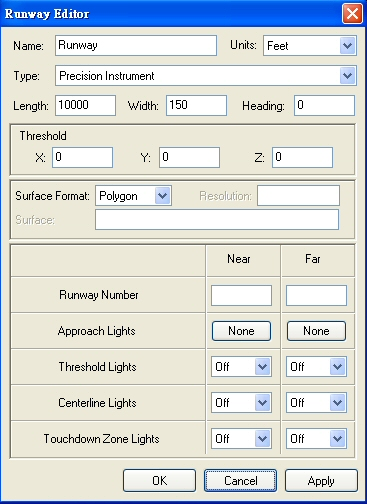 Runway Editor
Name: Runway Units: Feet
Type: Precision Instrument
Length: 10000 Width: 150 Heading: 0
Threshold
X: 0 Y: 0 Z: 0
Surface Format: Polygon Resolution:
Surface:
Near Far
Runway Number
Approach Lights None None
Threshold Lights Off Off
Centerline Lights Off Off
Touchdown Zone Lights Off Off
OK Cancel Apply